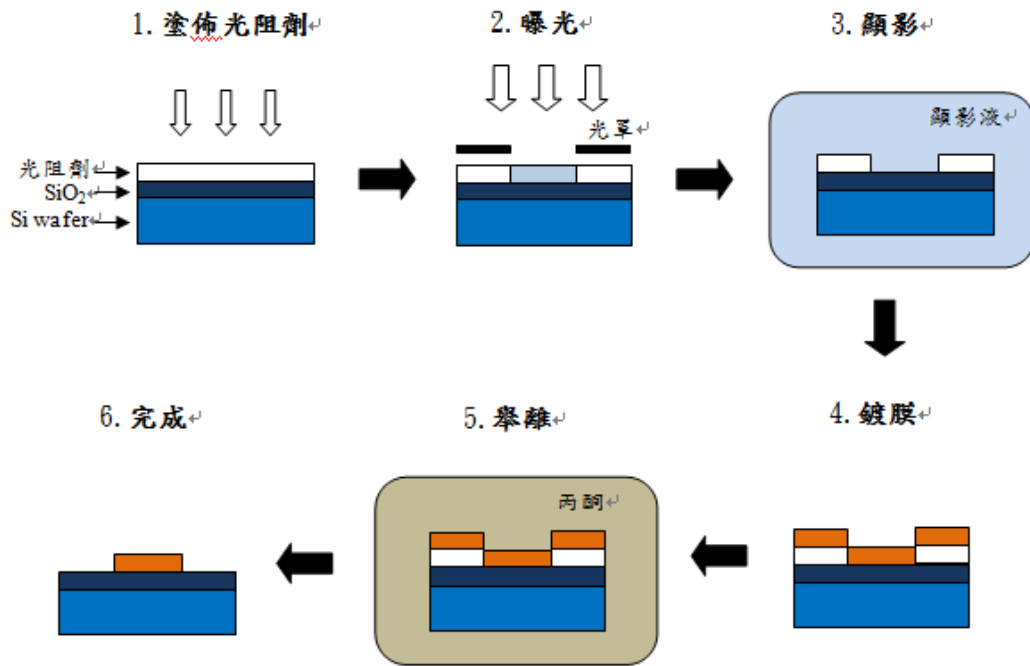 1. 塗佈光阻劑↵
2. 曝光↵
3. 顯影↵
光罩↵
顯影液↵
光阻劑↵
SiO₂↵
Si wafer↵
6. 完成↵
5. 舉離↵
4. 鍍膜↵
丙酮↵